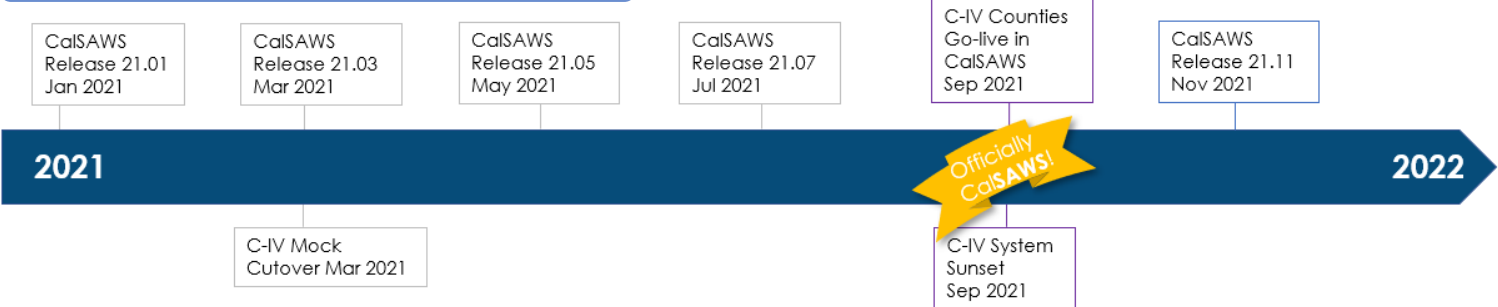 CalSAWS
Release 21.01
Jan 2021
CalSAWS
Release 21.03
Mar 2021
CalSAWS
Release 21.05
May 2021
CalSAWS
Release 21.07
Jul 2021
C-IV Counties
Go-live in
CalSAWS
Sep 2021
CalSAWS
Release 21.11
Nov 2021
2021
Officially
CalSAWS!
2022
C-IV Mock
Cutover Mar 2021
C-IV System
Sunset
Sep 2021